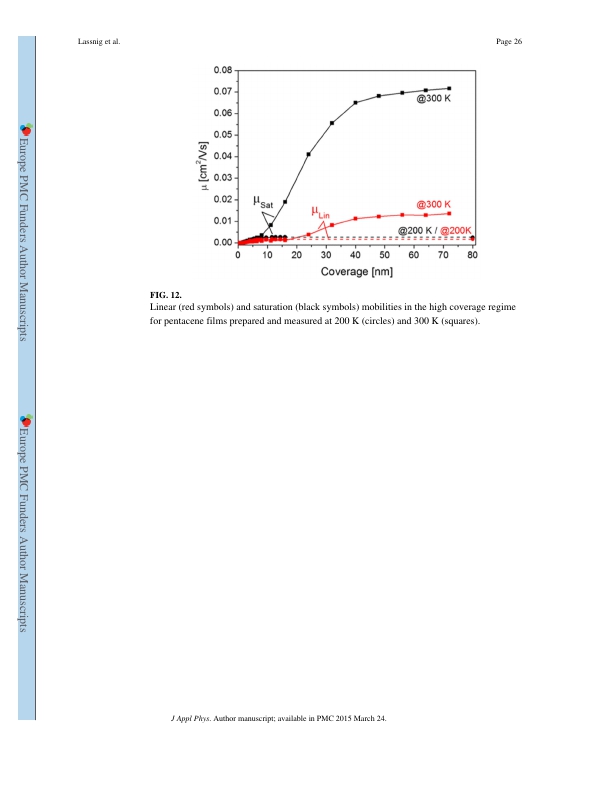 Lassnig et al.
Page 26
Europe PMC Funders Author Manuscripts
Europe PMC Funders Author Manuscripts
0.08
0.07
0.06
0.05
0.04
0.03
0.02
0.01
0.00
μ [cm²/Vs]
@300 K
μSat
μLin
@300 K
@200 K / @200K
0 10 20 30 40 50 60 70 80
Coverage [nm]
FIG. 12.
Linear (red symbols) and saturation (black symbols) mobilities in the high coverage regime
for pentacene films prepared and measured at 200 K (circles) and 300 K (squares).
J Appl Phys. Author manuscript; available in PMC 2015 March 24.